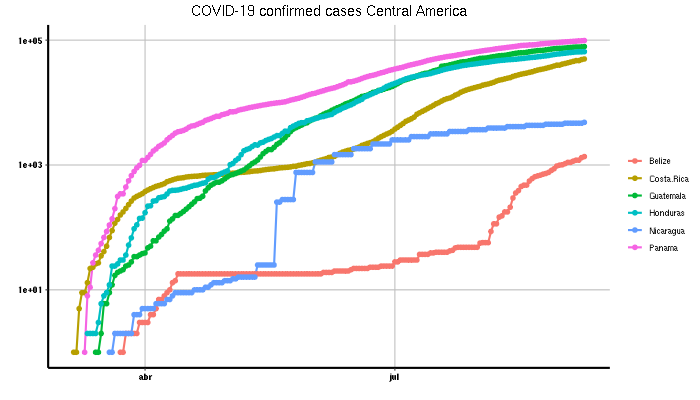 COVID-19 confirmed cases Central America
1e+05
1e+03
1e+01
abr
jul
Belize
Costa.Rica
Guatemala
Honduras
Nicaragua
Panama